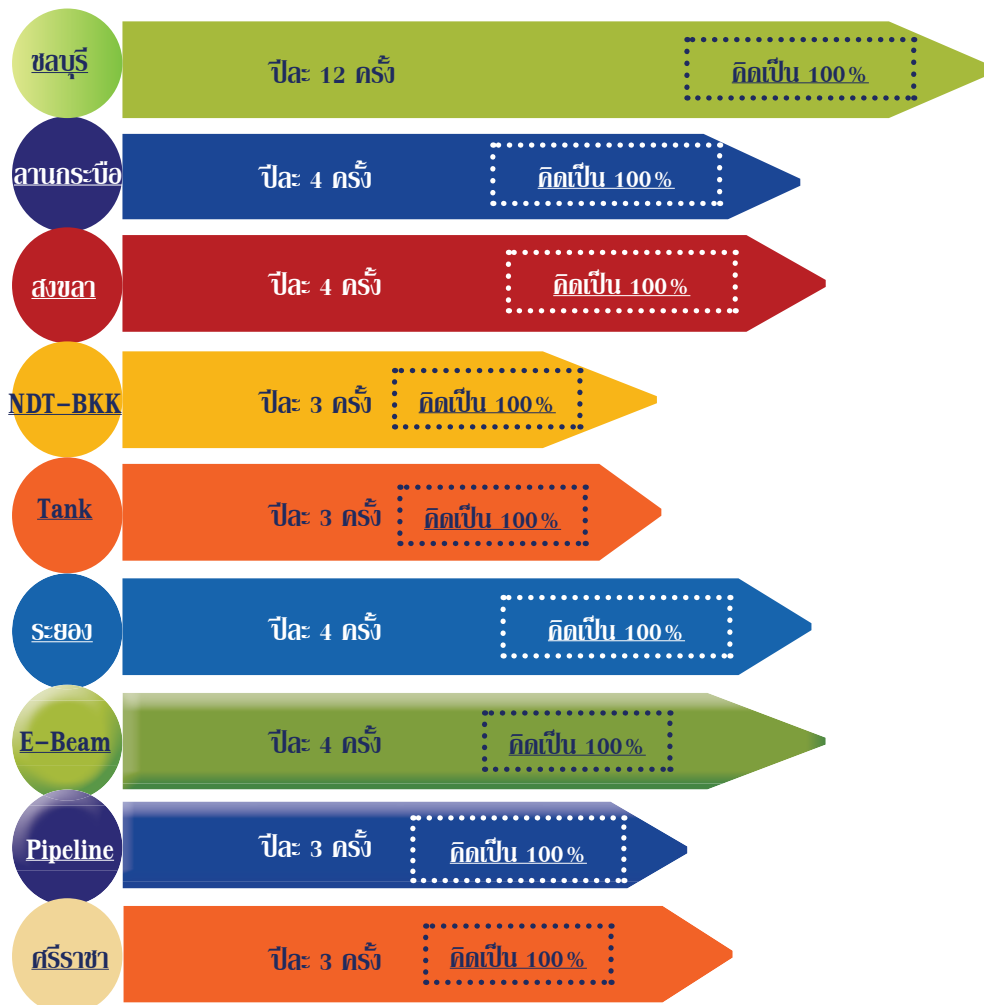 ชลบุรี ปีละ 12 ครั้ง คิดเป็น 100%
ลานกระบือ ปีละ 4 ครั้ง คิดเป็น 100%
สงขลา ปีละ 4 ครั้ง คิดเป็น 100%
NDT-BKK ปีละ 3 ครั้ง คิดเป็น 100%
Tank ปีละ 3 ครั้ง คิดเป็น 100%
ระยอง ปีละ 4 ครั้ง คิดเป็น 100%
E-Beam ปีละ 4 ครั้ง คิดเป็น 100%
Pipeline ปีละ 3 ครั้ง คิดเป็น 100%
ศรีราชา ปีละ 3 ครั้ง คิดเป็น 100%